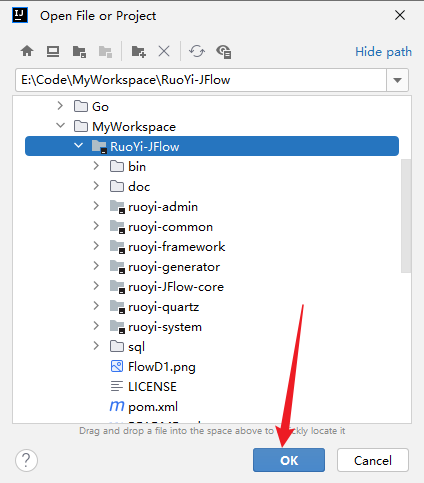 IJ Open File or Project
Hide path
E:\Code\MyWorkspace\RuoYi-JFlow
Go
MyWorkspace
RuoYi-JFlow
bin
doc
ruoyi-admin
ruoyi-common
ruoyi-framework
ruoyi-generator
ruoyi-JFlow-core
ruoyi-quartz
ruoyi-system
sql
FlowD1.png
LICENSE
pom.xml
Drag and drop a file into the space above to quickly locate it
? OK Cancel